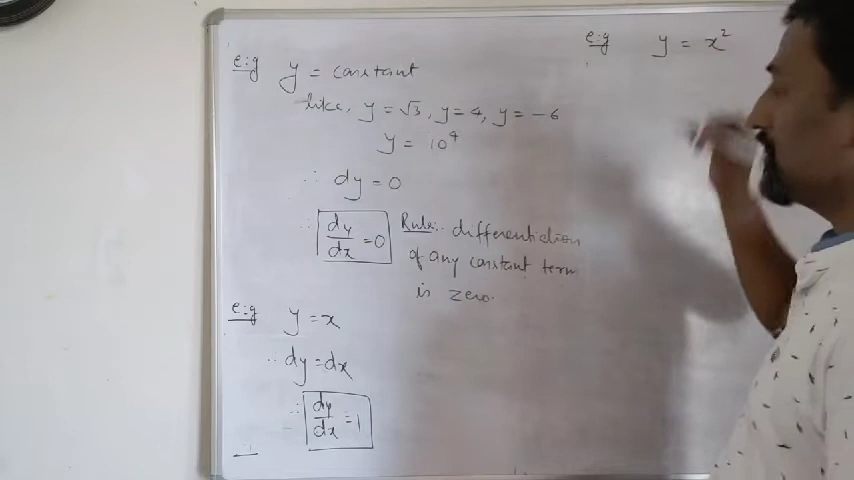 e:g y = constant
like, y = √3, y = 4, y = -6
y = 10⁴
∴ dy = 0
∴ dy/dx = 0
Rule:- differentiation
of any constant term
is zero.
e:g y = x
∴ dy = dx
∴ dy/dx = 1
e:g y = x²